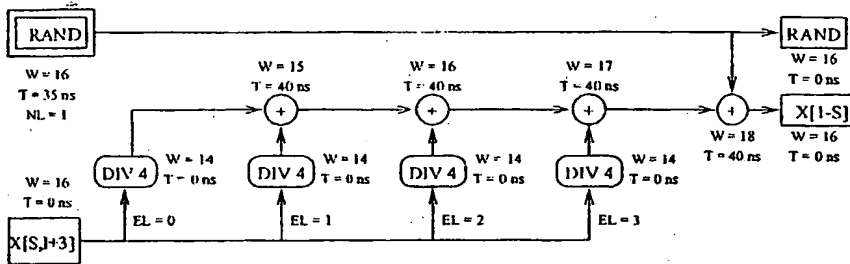 RAND
RAND
W = 16
T = 35 ns
NL = 1
W = 15
T = 40 ns
W = 16
T = 40 ns
W = 17
T = 40 ns
W = 16
T = 0 ns
+
+
+
+
X[1-S]
W = 18
T = 40 ns
W = 16
T = 0 ns
W = 16
T = 0 ns
DIV 4
W = 14
T = 0 ns
DIV 4
W = 14
T = 0 ns
DIV 4
W = 14
T = 0 ns
DIV 4
W = 14
T = 0 ns
EL = 0
EL = 1
EL = 2
EL = 3
X[S,I+3]